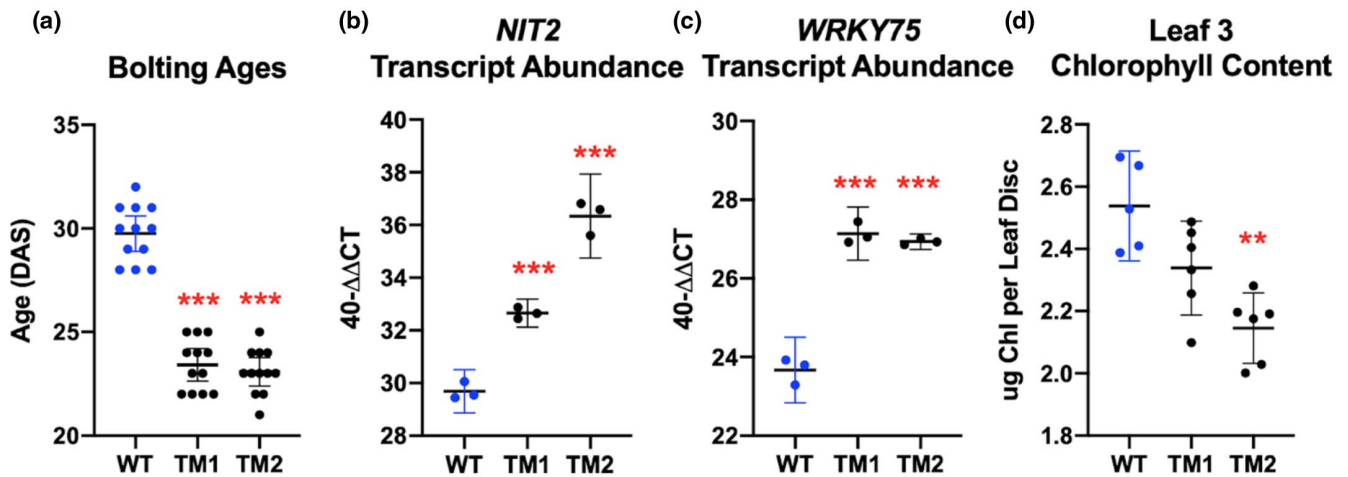 (a)
Bolting Ages
Age (DAS)
35
30
25
20
***
***
WT TM1 TM2
(b)
NIT2
Transcript Abundance
40-ΔΔCT
40
38
36
34
32
30
28
***
***
WT TM1 TM2
(c)
WRKY75
Transcript Abundance
40-ΔΔCT
30
28
26
24
22
***
***
WT TM1 TM2
(d)
Leaf 3
Chlorophyll Content
ug Chl per Leaf Disc
2.8
2.6
2.4
2.2
2.0
1.8
**
WT TM1 TM2